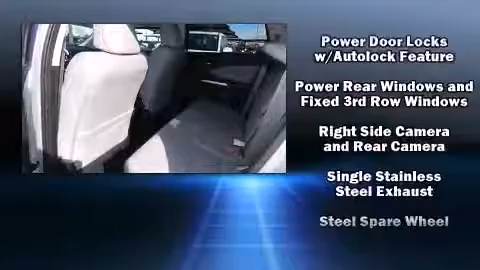 Power Door Locks
w/Autolock Feature
Power Rear Windows and
Fixed 3rd Row Windows
Right Side Camera
and Rear Camera
Single Stainless
Steel Exhaust
Steel Spare Wheel